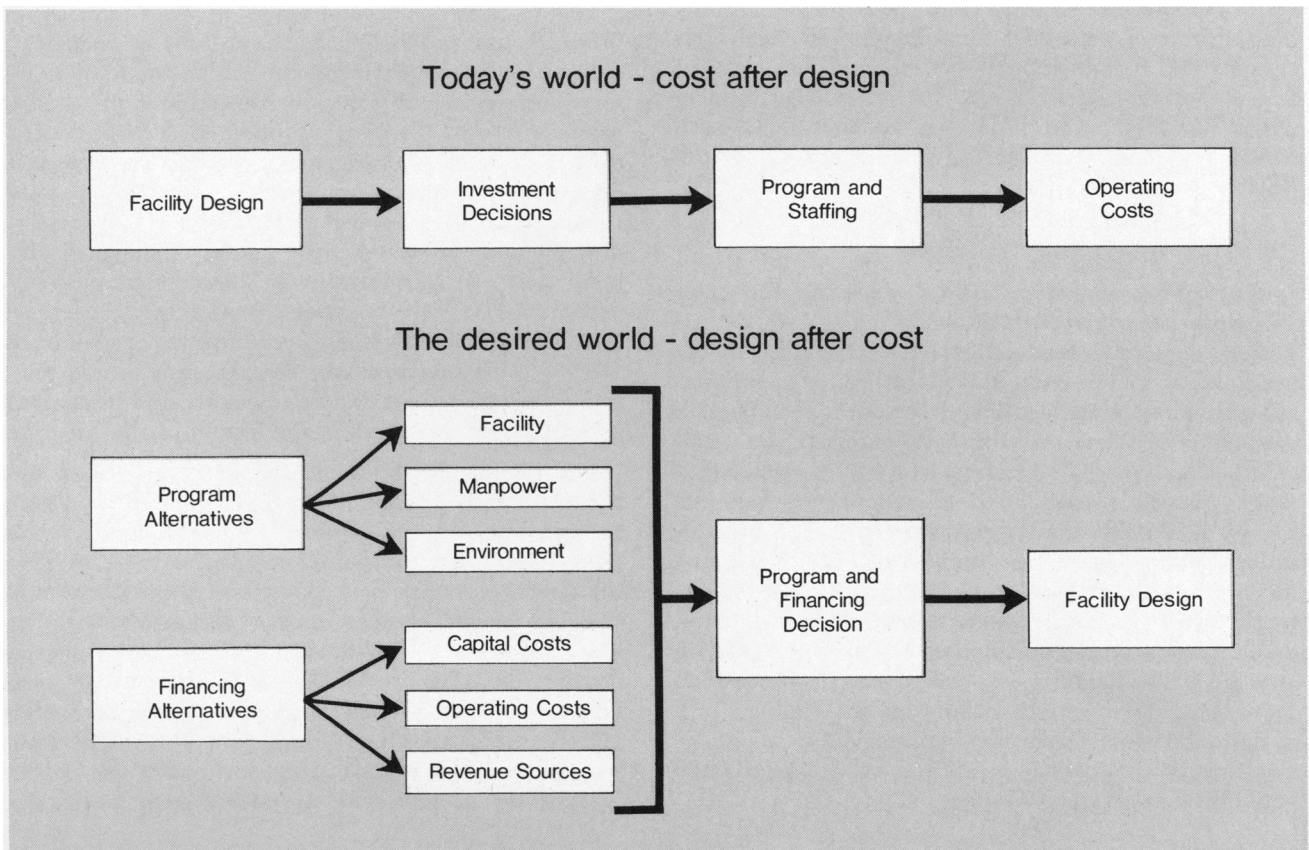 Today's world - cost after design
Facility Design
Investment
Decisions
Program and
Staffing
Operating
Costs
The desired world - design after cost
Program
Alternatives
Facility
Manpower
Environment
Financing
Alternatives
Capital Costs
Operating Costs
Revenue Sources
Program and
Financing
Decision
Facility Design